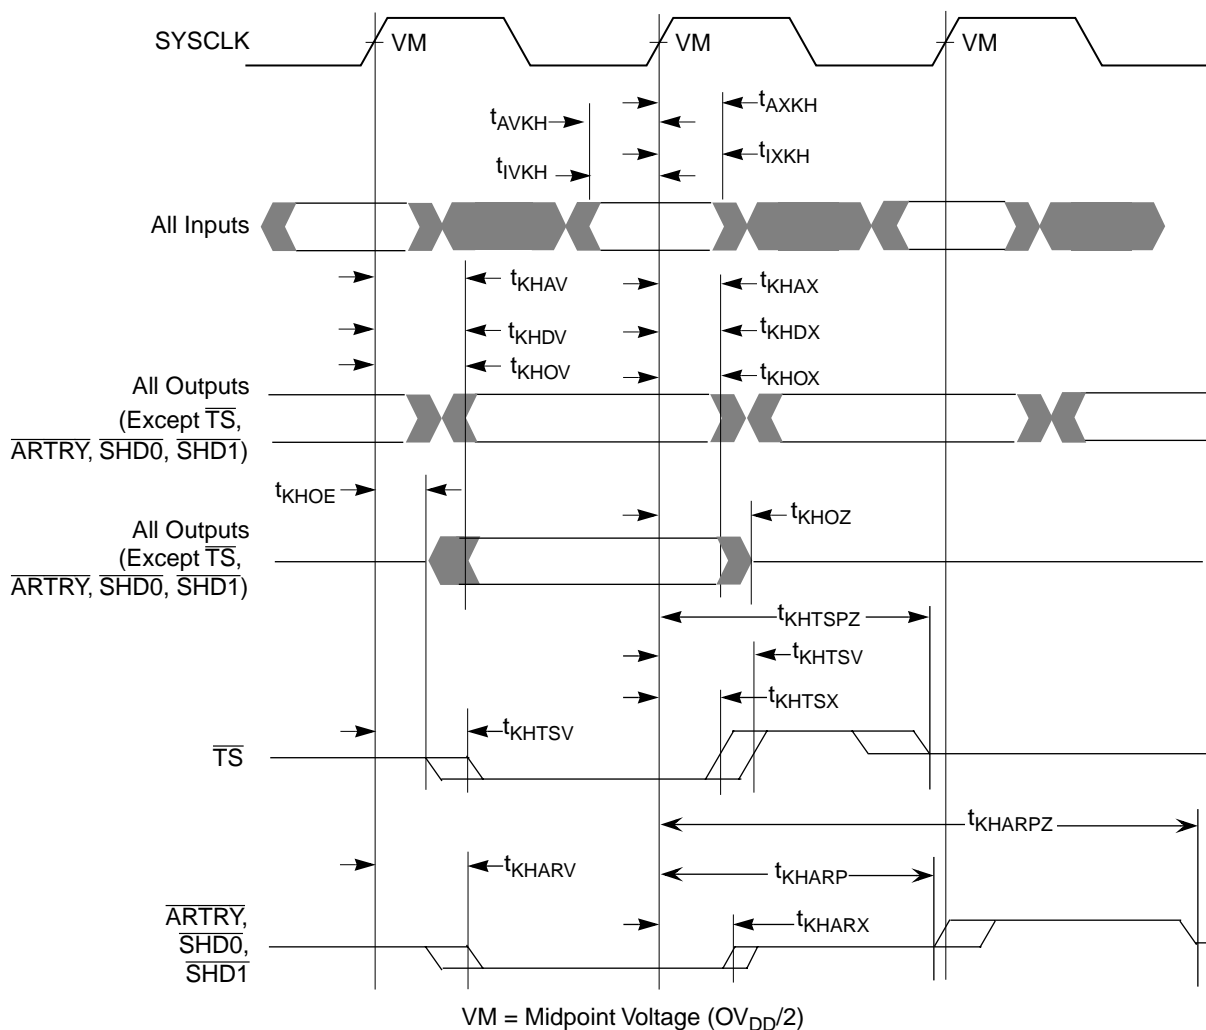 SYSCLK
VM
VM
VM
tAXKH
tAVKH
tIXKH
tIVKH
All Inputs
tKHAV
tKHAX
tKHDV
tKHDX
tKHOV
tKHOX
All Outputs
(Except TS,
ARTRY, SHD0, SHD1)
tKHOE
tKHOZ
All Outputs
(Except TS,
ARTRY, SHD0, SHD1)
tKHTSPZ
tKHTSV
tKHTSX
tKHTSV
TS
tKHARPZ
tKHARV
tKHARP
tKHARX
ARTRY,
SHD0,
SHD1
VM = Midpoint Voltage (OVDD/2)